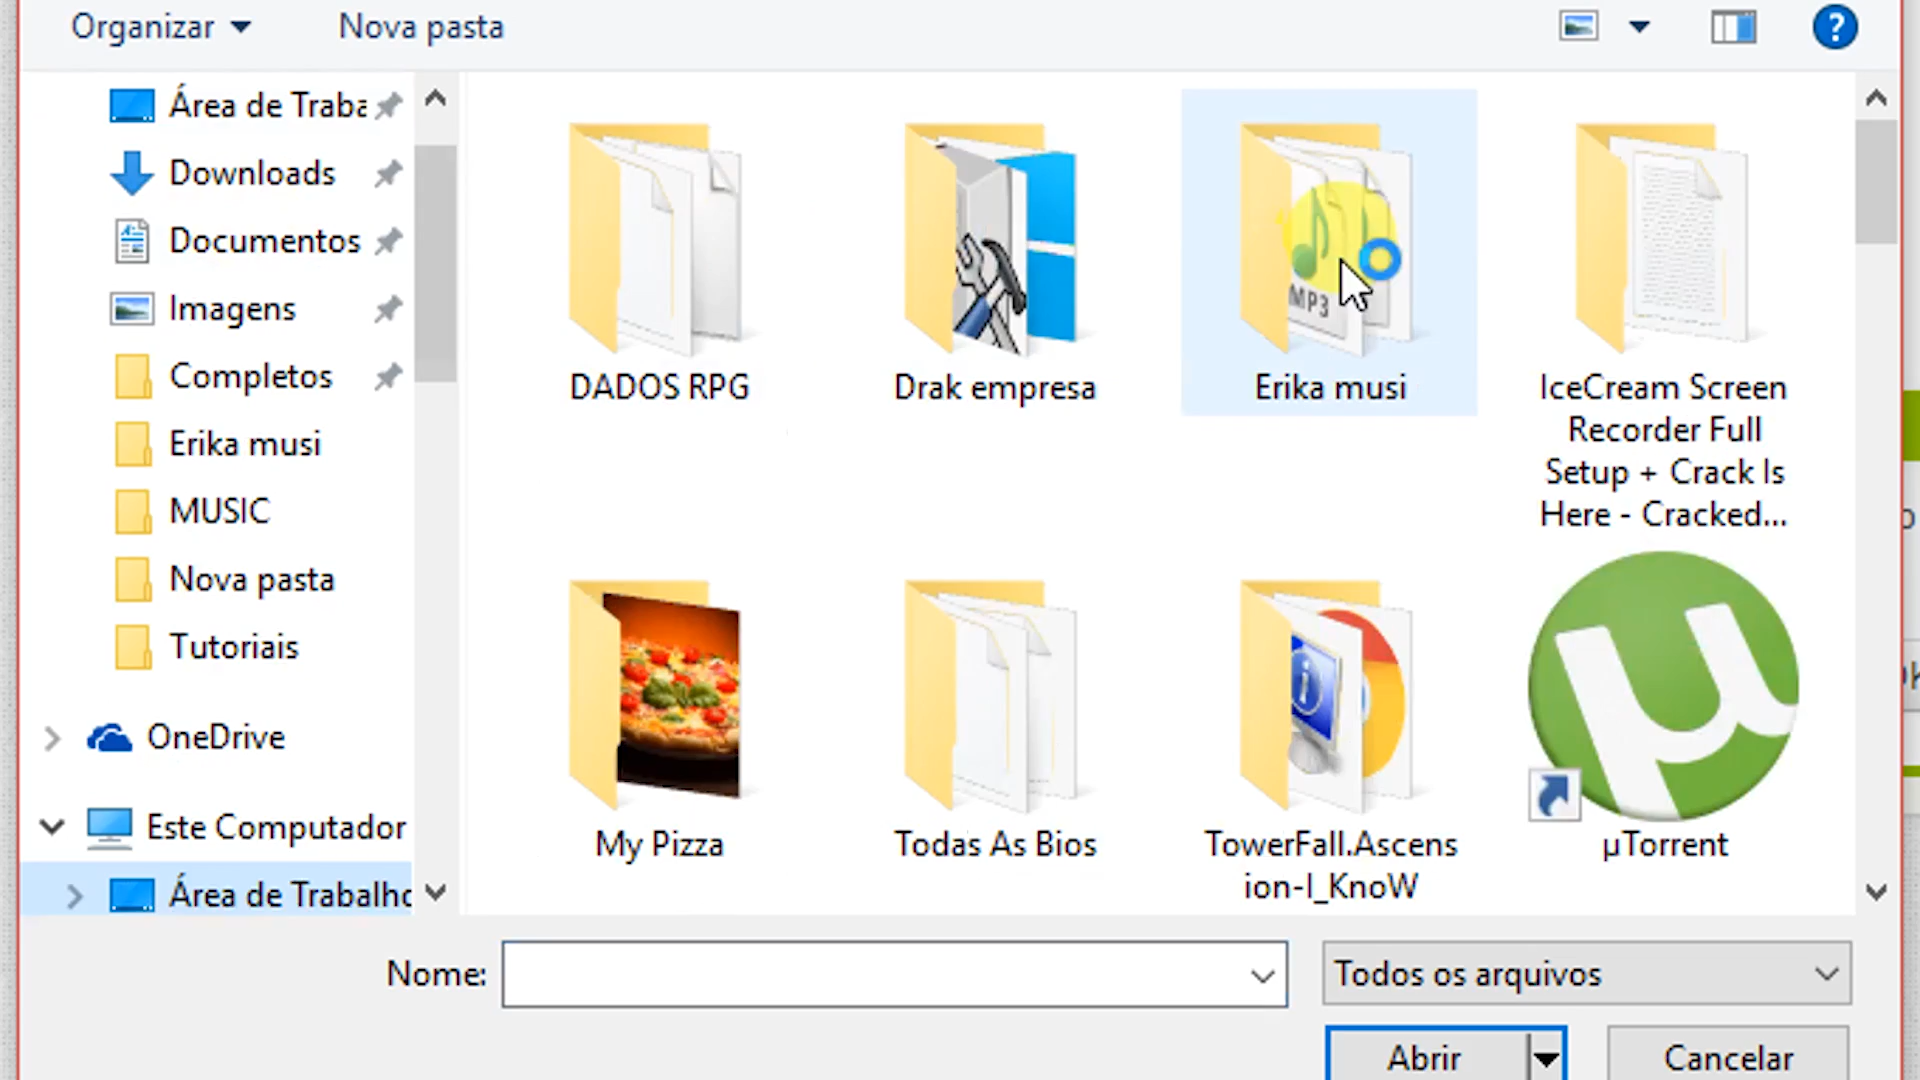 Organizar
Nova pasta
Área de Traba
Downloads
Documentos
Imagens
Completos
Erika musi
MUSIC
Nova pasta
Tutoriais
OneDrive
Este Computador
Área de Trabalho
DADOS RPG
Drak empresa
MP3
Erika musi
IceCream Screen
Recorder Full
Setup + Crack Is
Here - Cracked...
My Pizza
Todas As Bios
TowerFall.Ascens
ion-I_KnoW
µTorrent
Nome:
Todos os arquivos
Abrir
Cancelar